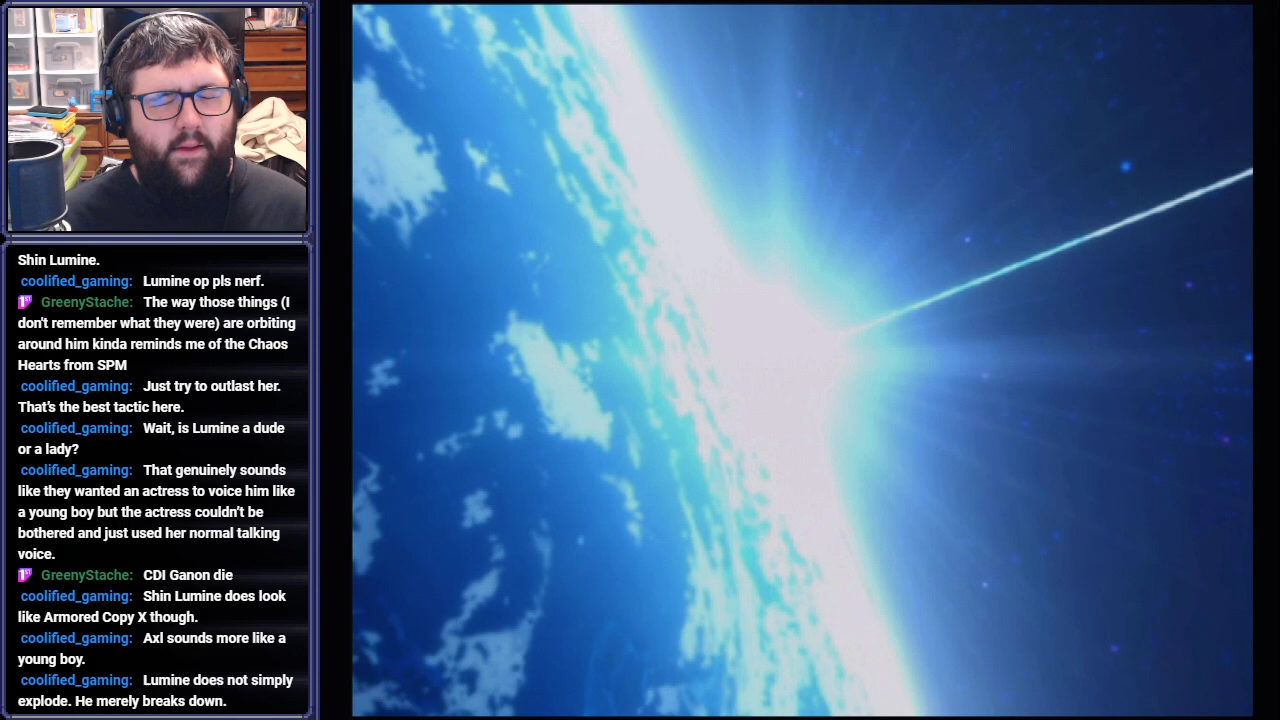 Shin Lumine.
coolified_gaming: Lumine op pls nerf.
1ST GreenyStache: The way those things (I
don't remember what they were) are orbiting
around him kinda reminds me of the Chaos
Hearts from SPM
coolified_gaming: Just try to outlast her.
That's the best tactic here.
coolified_gaming: Wait, is Lumine a dude
or a lady?
coolified_gaming: That genuinely sounds
like they wanted an actress to voice him like
a young boy but the actress couldn't be
bothered and just used her normal talking
voice.
1ST GreenyStache: CDI Ganon die
coolified_gaming: Shin Lumine does look
like Armored Copy X though.
coolified_gaming: Axl sounds more like a
young boy.
coolified_gaming: Lumine does not simply
explode. He merely breaks down.